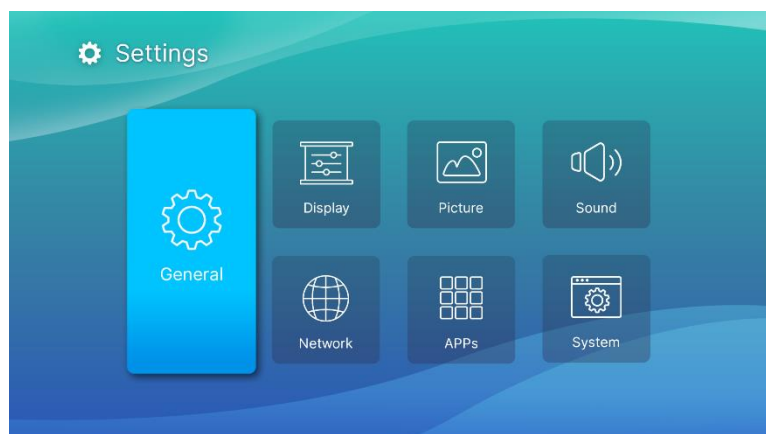 Settings
General
Display
Picture
Sound
Network
APPs
System